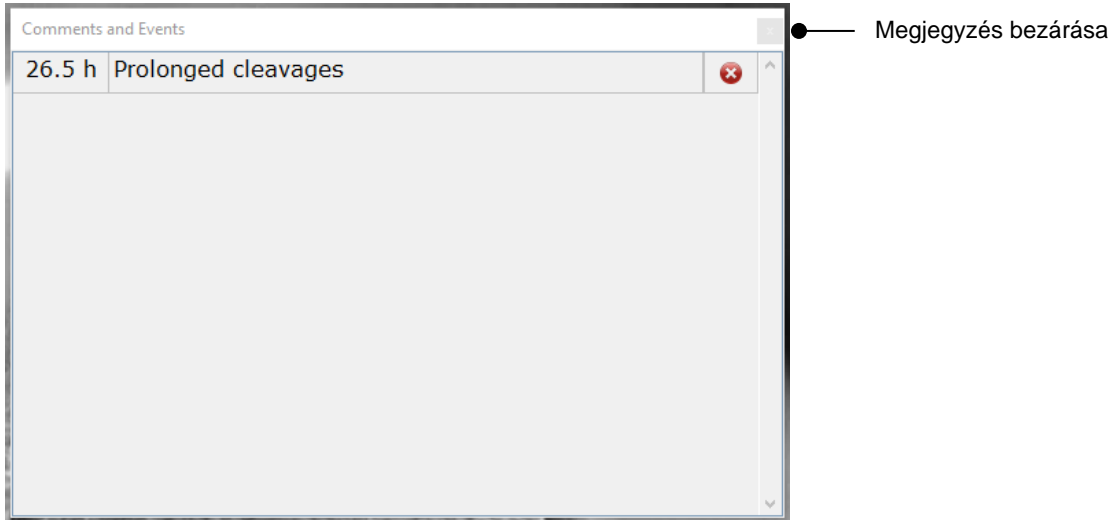 Comments and Events
Megjegyzés bezárása
26.5 h Prolonged cleavages